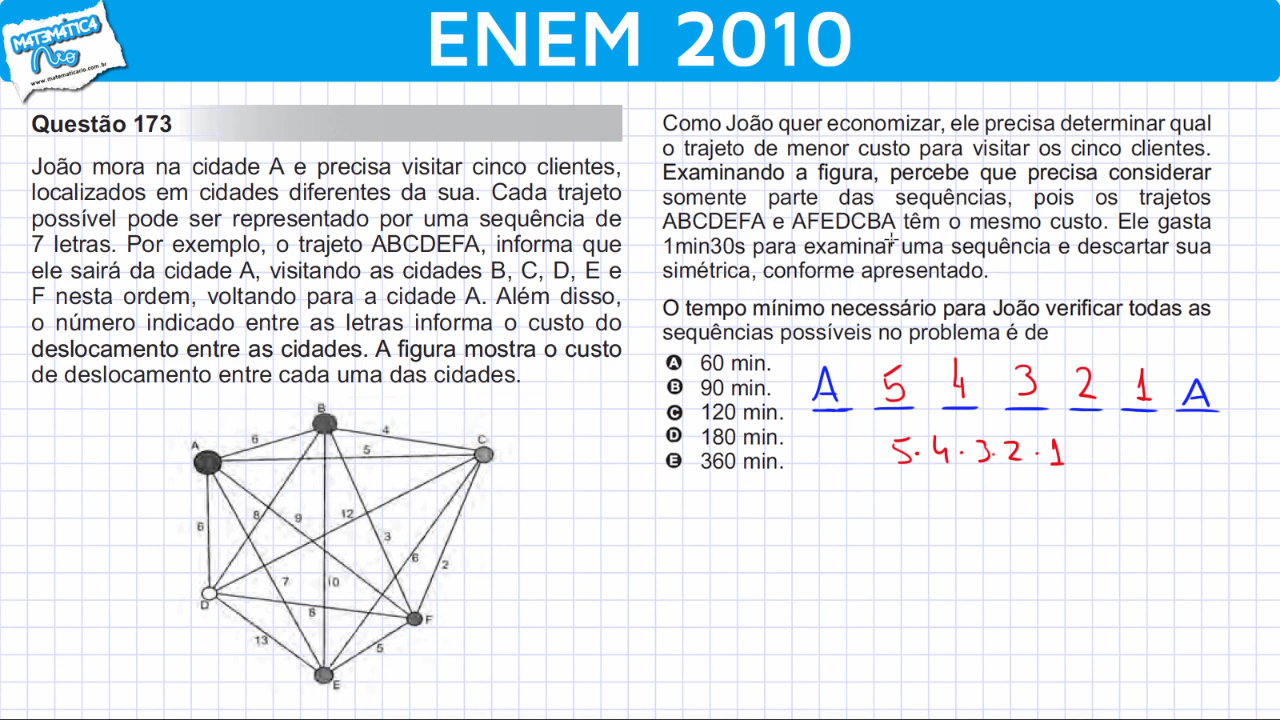 MATEMÁTICA
Rio
www.matematicario.com.br
ENEM 2010
Questão 173
João mora na cidade A e precisa visitar cinco clientes,
localizados em cidades diferentes da sua. Cada trajeto
possível pode ser representado por uma sequência de
7 letras. Por exemplo, o trajeto ABCDEFA, informa que
ele sairá da cidade A, visitando as cidades B, C, D, E e
F nesta ordem, voltando para a cidade A. Além disso,
o número indicado entre as letras informa o custo do
deslocamento entre as cidades. A figura mostra o custo
de deslocamento entre cada uma das cidades.
B
6
4
A
5
C
8
9
12
6
3
6
2
7
10
D
8
F
13
5
E
Como João quer economizar, ele precisa determinar qual
o trajeto de menor custo para visitar os cinco clientes.
Examinando a figura, percebe que precisa considerar
somente parte das sequências, pois os trajetos
ABCDEFA e AFEDCBA têm o mesmo custo. Ele gasta
1min30s para examinar uma sequência e descartar sua
simétrica, conforme apresentado.
O tempo mínimo necessário para João verificar todas as
sequências possíveis no problema é de
A 60 min.
B 90 min.
C 120 min.
D 180 min.
E 360 min.
A 5 4 3 2 1 A
5·4·3·2·1